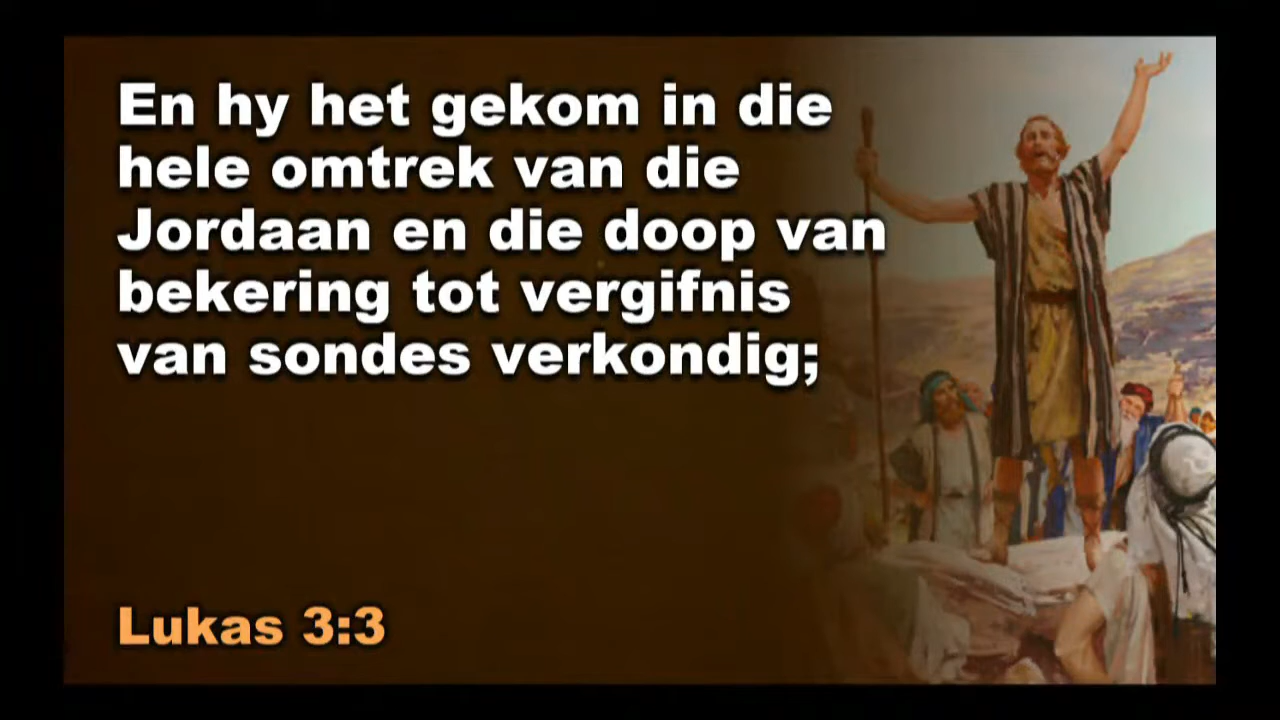 En hy het gekom in die
hele omtrek van die
Jordaan en die doop van
bekering tot vergifnis
van sondes verkondig;
Lukas 3:3